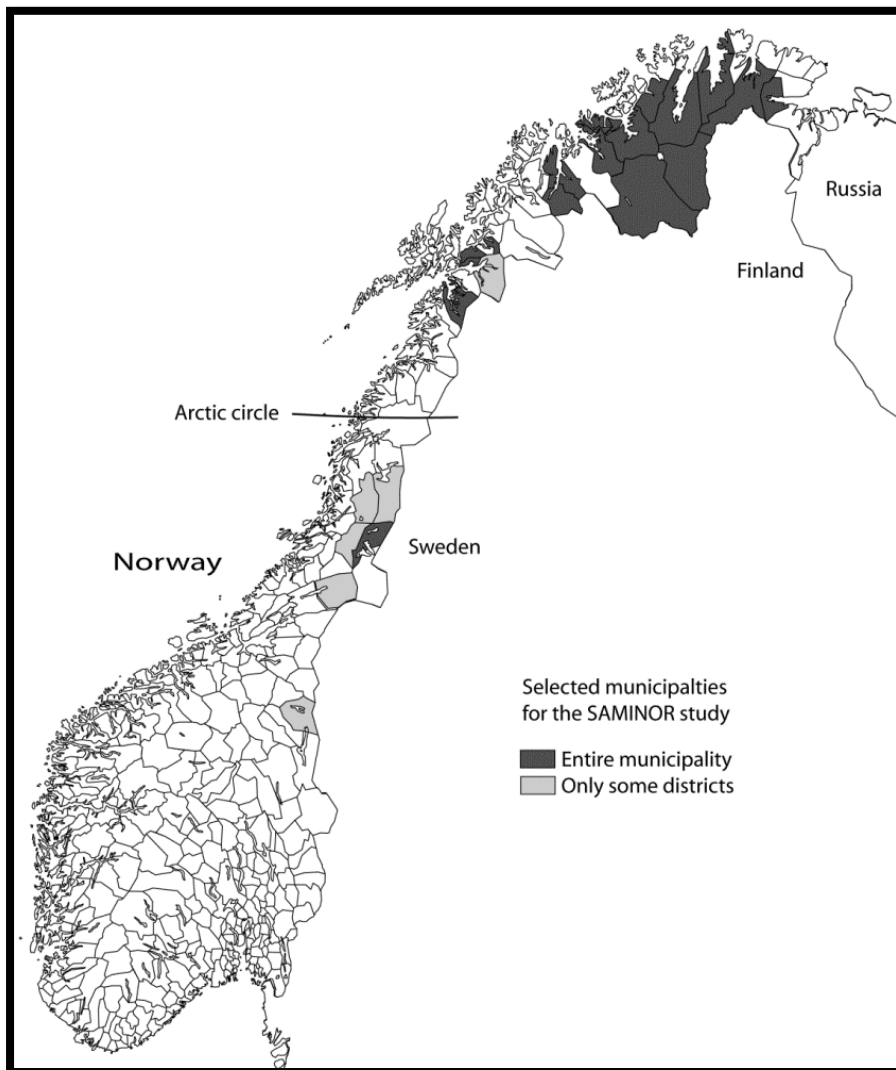 Russia
Finland
Arctic circle
Norway
Sweden
Selected municipalties
for the SAMINOR study
Entire municipality
Only some districts